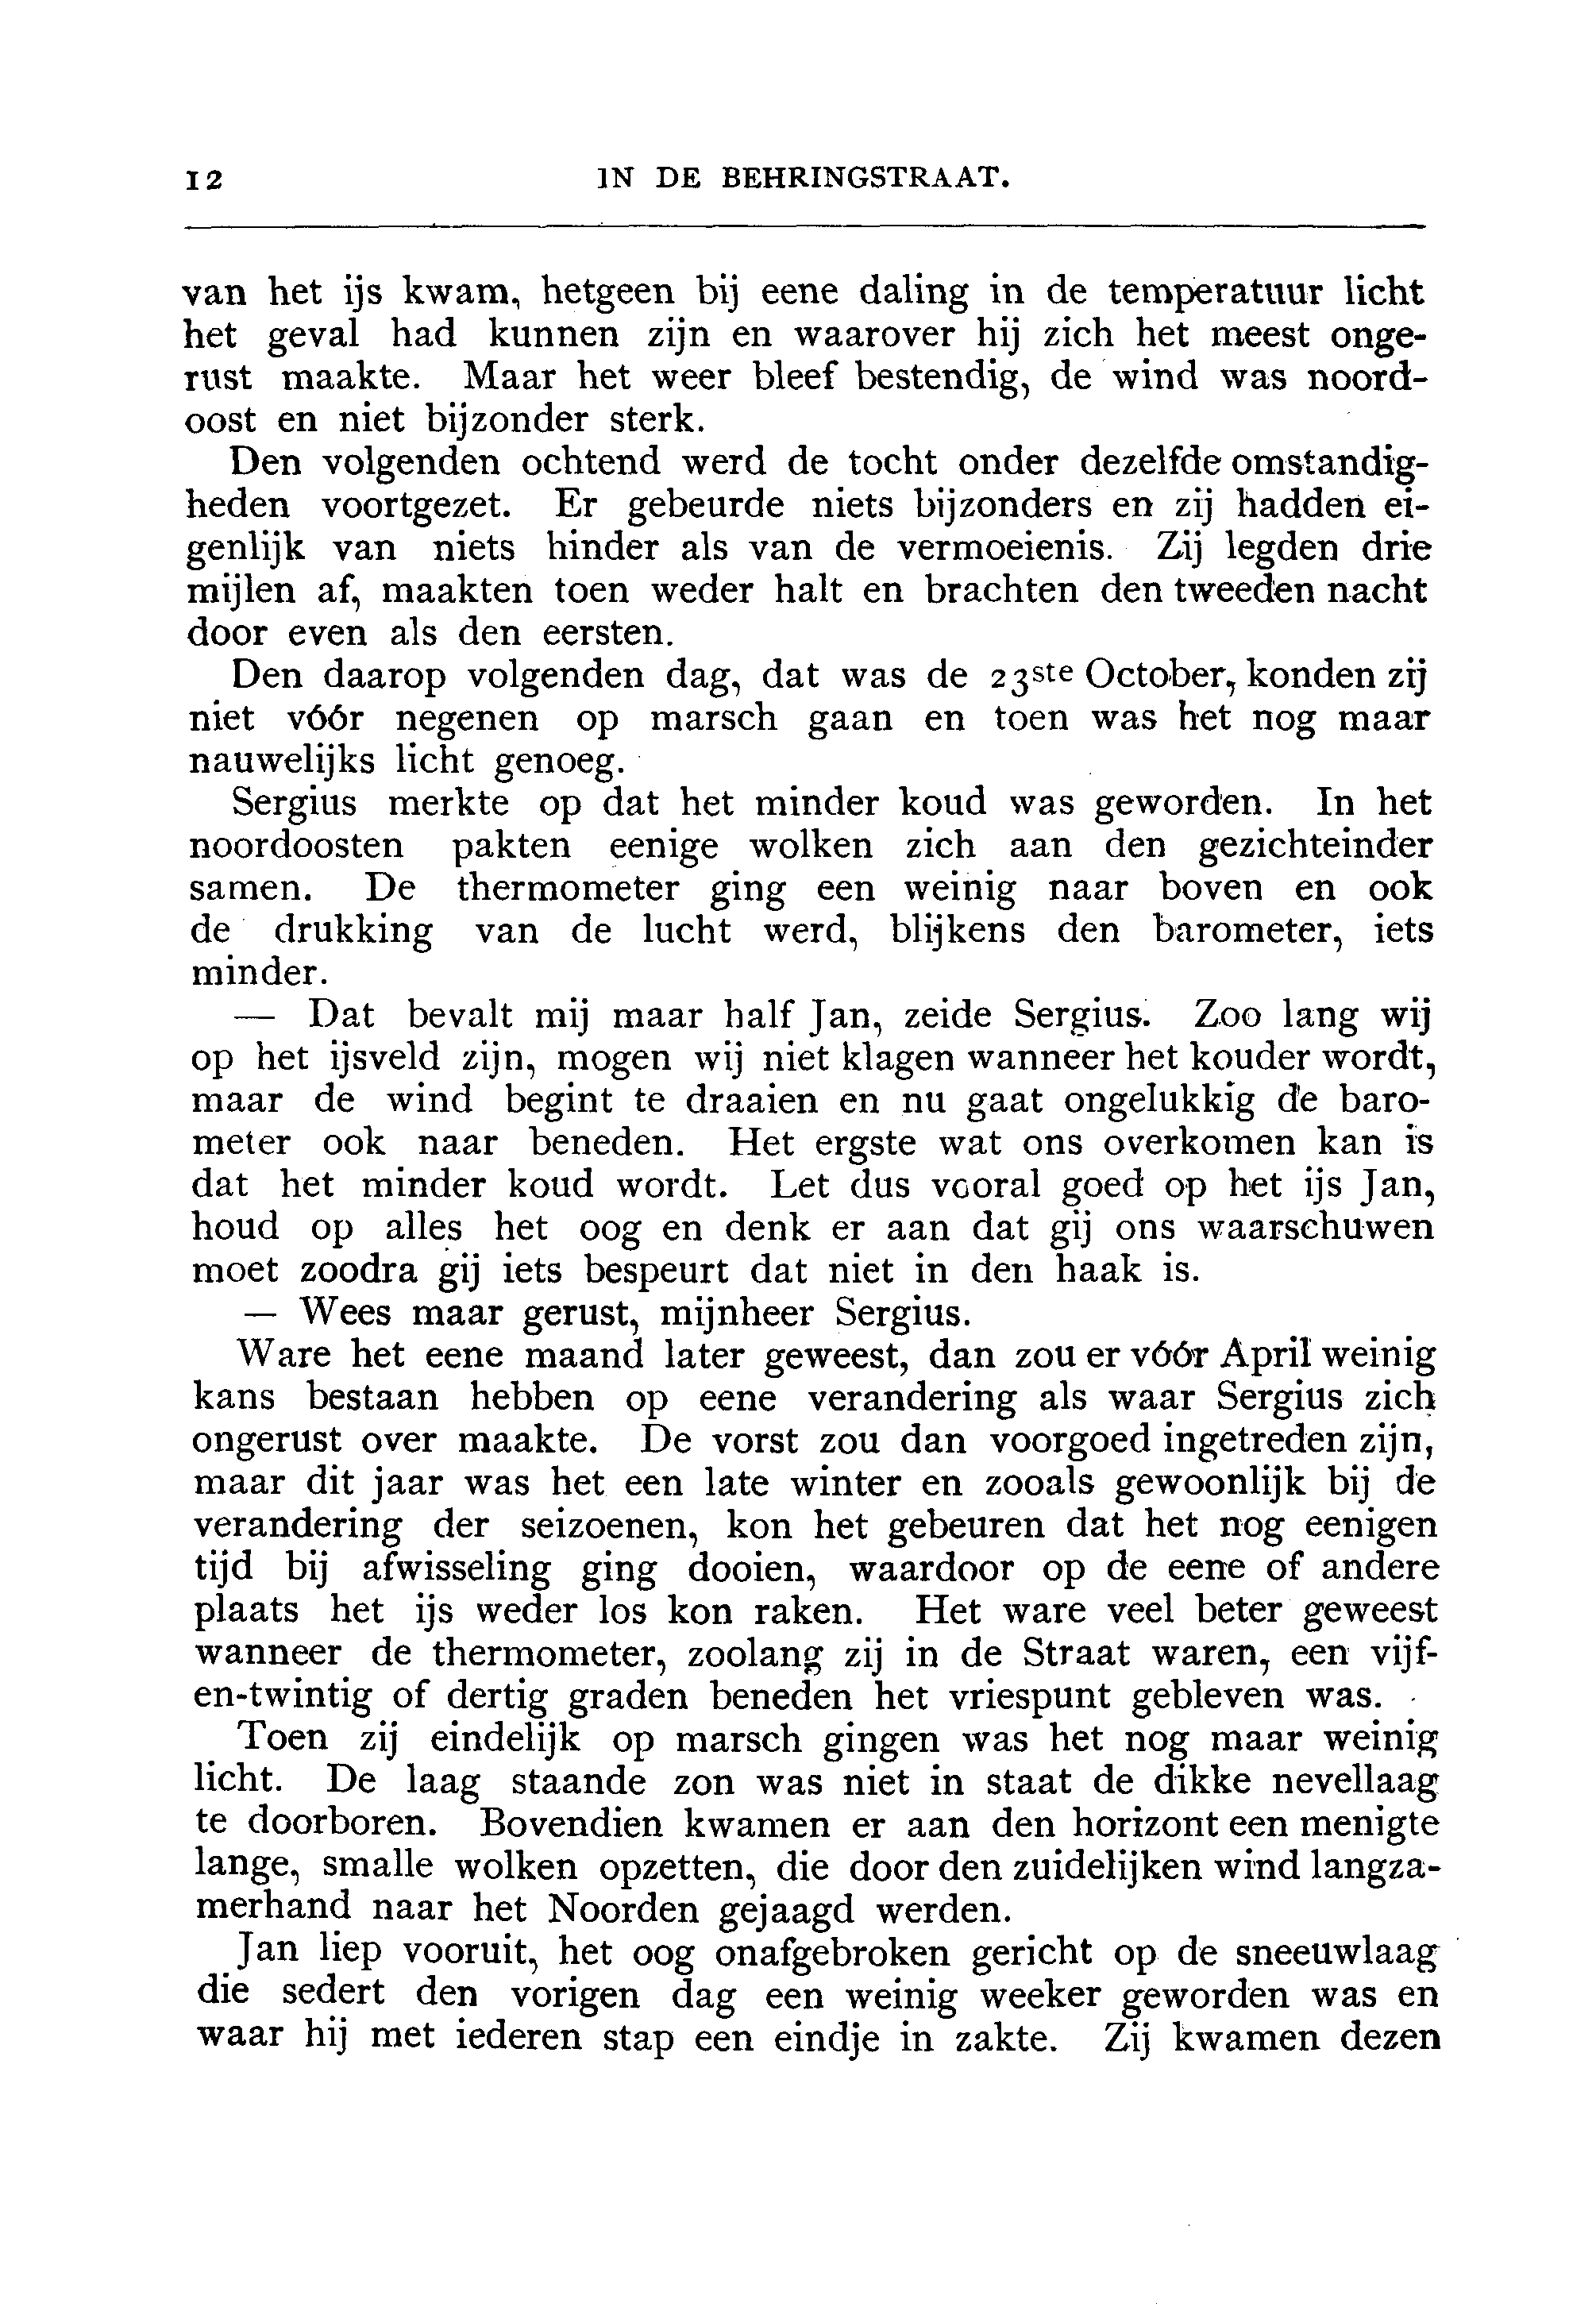 12 IN DE BEHRINGSTRAAT.
van het ijs kwam, hetgeen bij eene daling in de temperatuur licht
het geval had kunnen zijn en waarover hij zich het meest onge-
rust maakte. Maar het weer bleef bestendig, de wind was noord-
oost en niet bijzonder sterk.
Den volgenden ochtend werd de tocht onder dezelfde omstandig-
heden voortgezet. Er gebeurde niets bijzonders en zij hadden ei-
genlijk van niets hinder als van de vermoeienis. Zij legden drie
mijlen af, maakten toen weder halt en brachten den tweeden nacht
door even als den eersten.
Den daarop volgenden dag, dat was de 23ste October, konden zij
niet vóór negenen op marsch gaan en toen was het nog maar
nauwelijks licht genoeg.
Sergius merkte op dat het minder koud was geworden. In het
noordoosten pakten eenige wolken zich aan den gezichteinder
samen. De thermometer ging een weinig naar boven en ook
de drukking van de lucht werd, blijkens den barometer, iets
minder.
— Dat bevalt mij maar half Jan, zeide Sergius. Zoo lang wij
op het ijsveld zijn, mogen wij niet klagen wanneer het kouder wordt,
maar de wind begint te draaien en nu gaat ongelukkig de baro-
meter ook naar beneden. Het ergste wat ons overkomen kan is
dat het minder koud wordt. Let dus vooral goed op het ijs Jan,
houd op alles het oog en denk er aan dat gij ons waarschuwen
moet zoodra gij iets bespeurt dat niet in den haak is.
— Wees maar gerust, mijnheer Sergius.
Ware het eene maand later geweest, dan zou er vóór April weinig
kans bestaan hebben op eene verandering als waar Sergius zich
ongerust over maakte. De vorst zou dan voorgoed ingetreden zijn,
maar dit jaar was het een late winter en zooals gewoonlijk bij de
verandering der seizoenen, kon het gebeuren dat het nog eenigen
tijd bij afwisseling ging dooien, waardoor op de eene of andere
plaats het ijs weder los kon raken. Het ware veel beter geweest
wanneer de thermometer, zoolang zij in de Straat waren, een vijf-
en-twintig of dertig graden beneden het vriespunt gebleven was.
Toen zij eindelijk op marsch gingen was het nog maar weinig
licht. De laag staande zon was niet in staat de dikke nevellaag
te doorboren. Bovendien kwamen er aan den horizont een menigte
lange, smalle wolken opzetten, die door den zuidelijken wind langza-
merhand naar het Noorden gejaagd werden.
Jan liep vooruit, het oog onafgebroken gericht op de sneeuwlaag
die sedert den vorigen dag een weinig weeker geworden was en
waar hij met iederen stap een eindje in zakte. Zij kwamen dezen